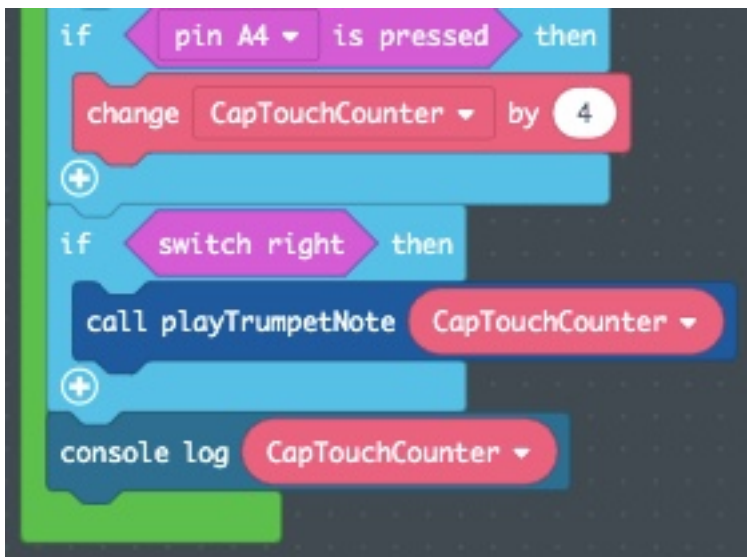 if pin A4 is pressed then
change CapTouchCounter by 4
if switch right then
call playTrumpetNote CapTouchCounter
console log CapTouchCounter